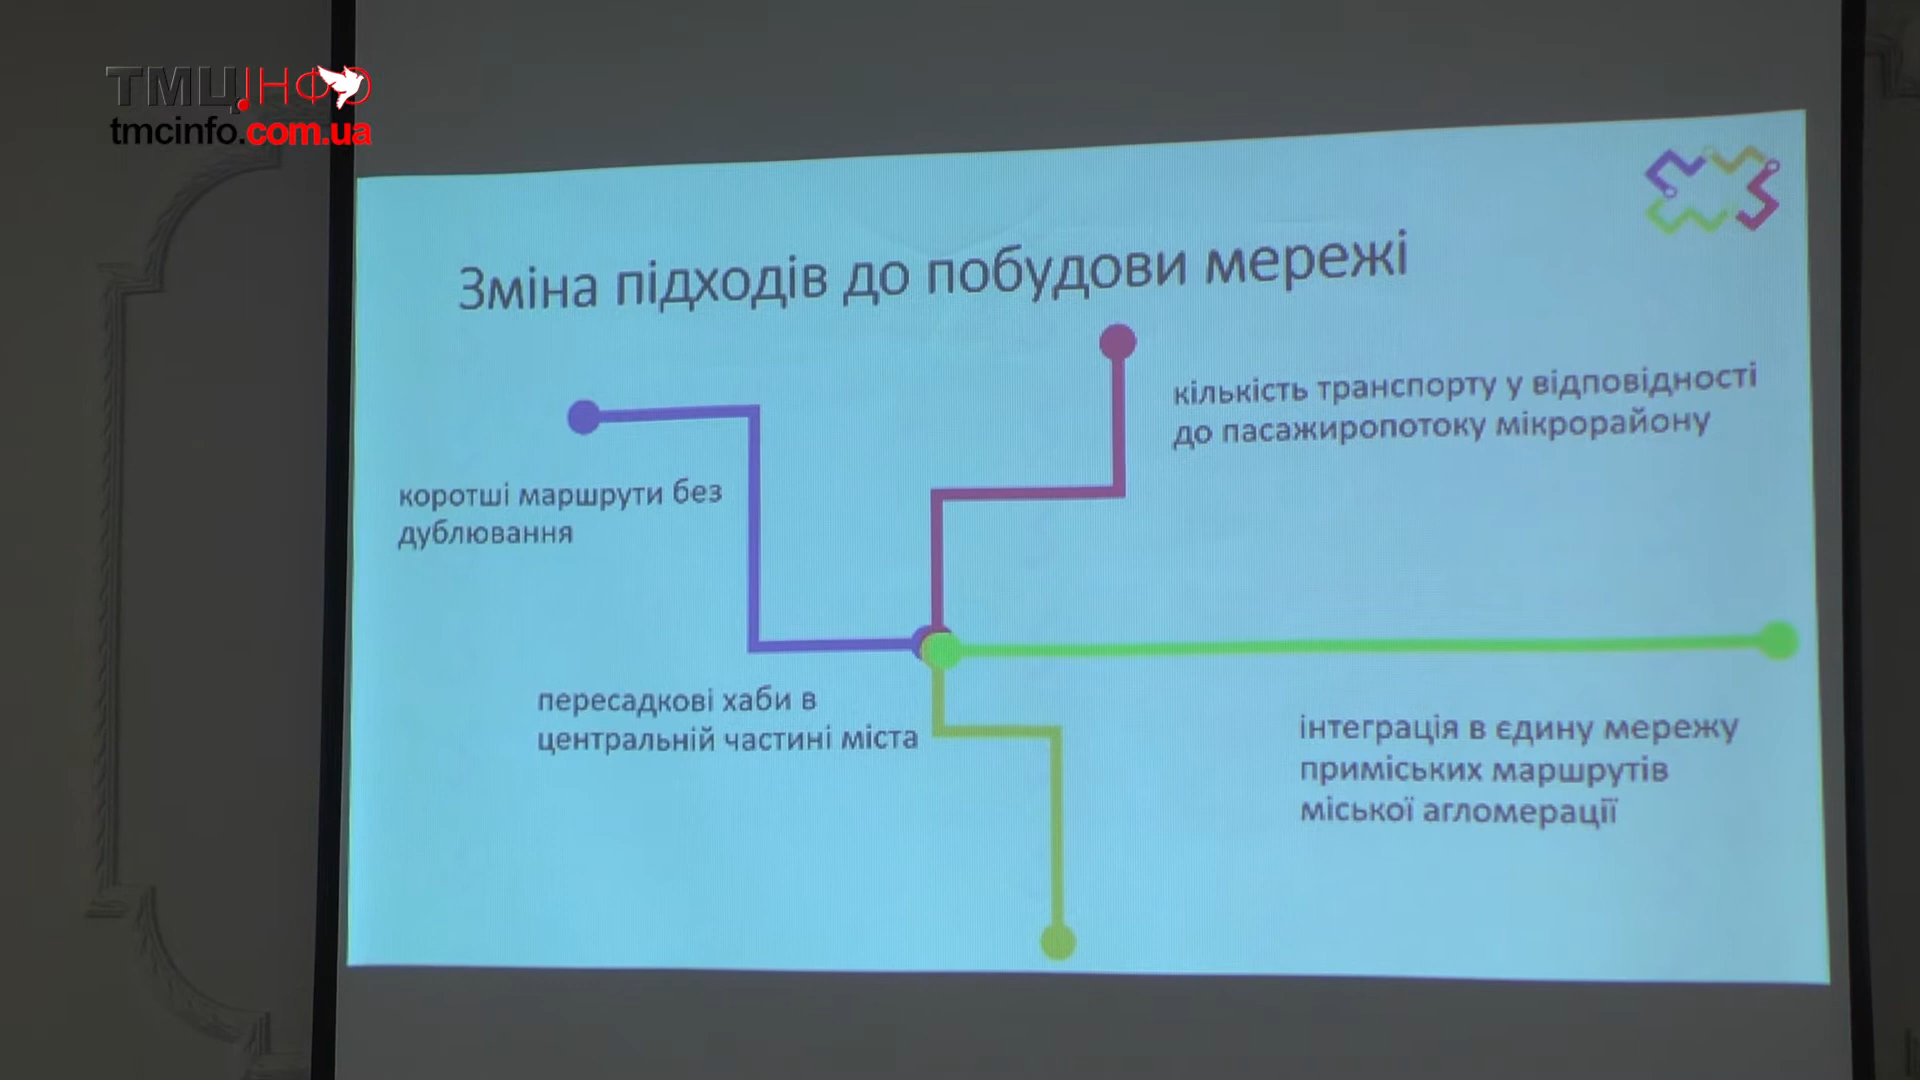 ТМЦ.ІНФО
tmcinfo.com.ua
Зміна підходів до побудови мережі
кількість транспорту у відповідності
до пасажиропотоку мікрорайону
коротші маршрути без
дублювання
пересадкові хаби в
центральній частині міста
інтеграція в єдину мережу
приміських маршрутів
міської агломерації